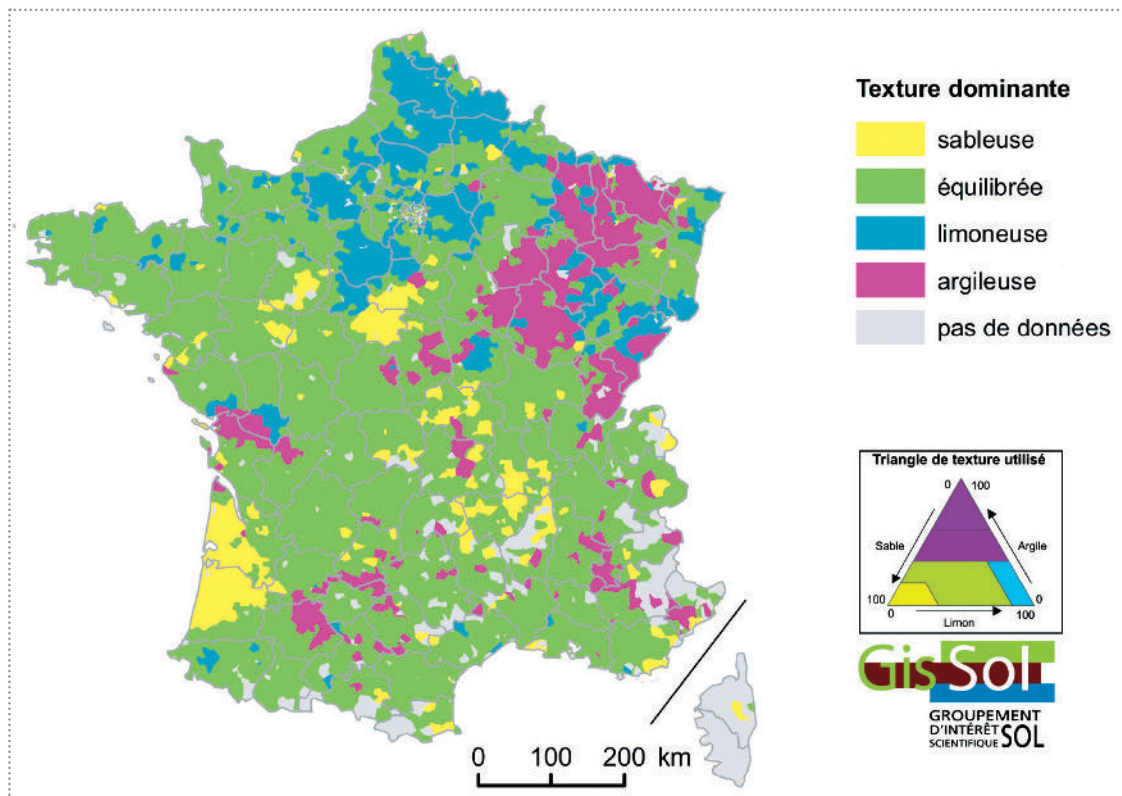 Texture dominante
sableuse
équilibrée
limoneuse
argileuse
pas de données
Triangle de texture utilisé
0 100
Sable Argile
100 0
0 100
Limon
GisSol
GROUPEMENT
D'INTÉRÊT
SCIENTIFIQUE SOL
0 100 200 km